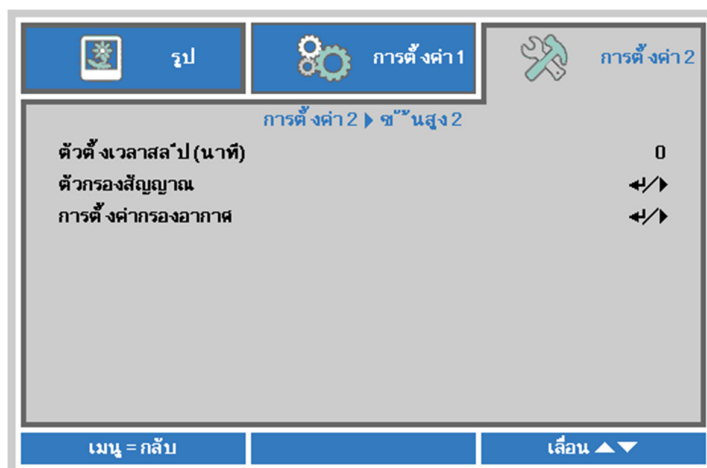 รูป
การตั้งค่า 1
การตั้งค่า 2
การตั้งค่า 2 ▶ ขั้นสูง 2
ตัวตั้งเวลาสลีป (นาที) 0
ตัวกรองสัญญาณ ↵/▶
การตั้งค่ากรองอากาศ ↵/▶
เมนู = กลับ
เลื่อน ▲▼